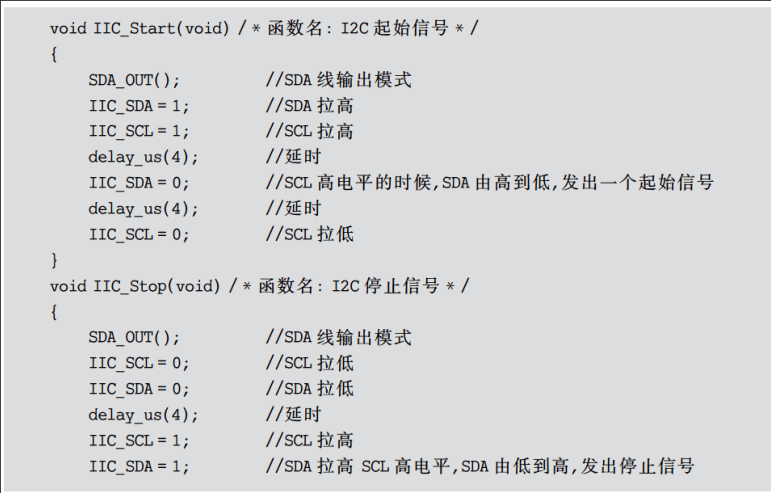 void IIC_Start(void) /* 函数名: I2C 起始信号 */
{
SDA_OUT(); //SDA 线输出模式
IIC_SDA = 1; //SDA 拉高
IIC_SCL = 1; //SCL 拉高
delay_us(4); //延时
IIC_SDA = 0; //SCL 高电平的时候,SDA 由高到低,发出一个起始信号
delay_us(4); //延时
IIC_SCL = 0; //SCL 拉低
}
void IIC_Stop(void) /* 函数名: I2C 停止信号 */
{
SDA_OUT(); //SDA 线输出模式
IIC_SCL = 0; //SCL 拉低
IIC_SDA = 0; //SDA 拉低
delay_us(4); //延时
IIC_SCL = 1; //SCL 拉高
IIC_SDA = 1; //SDA 拉高 SCL 高电平,SDA 由低到高,发出停止信号